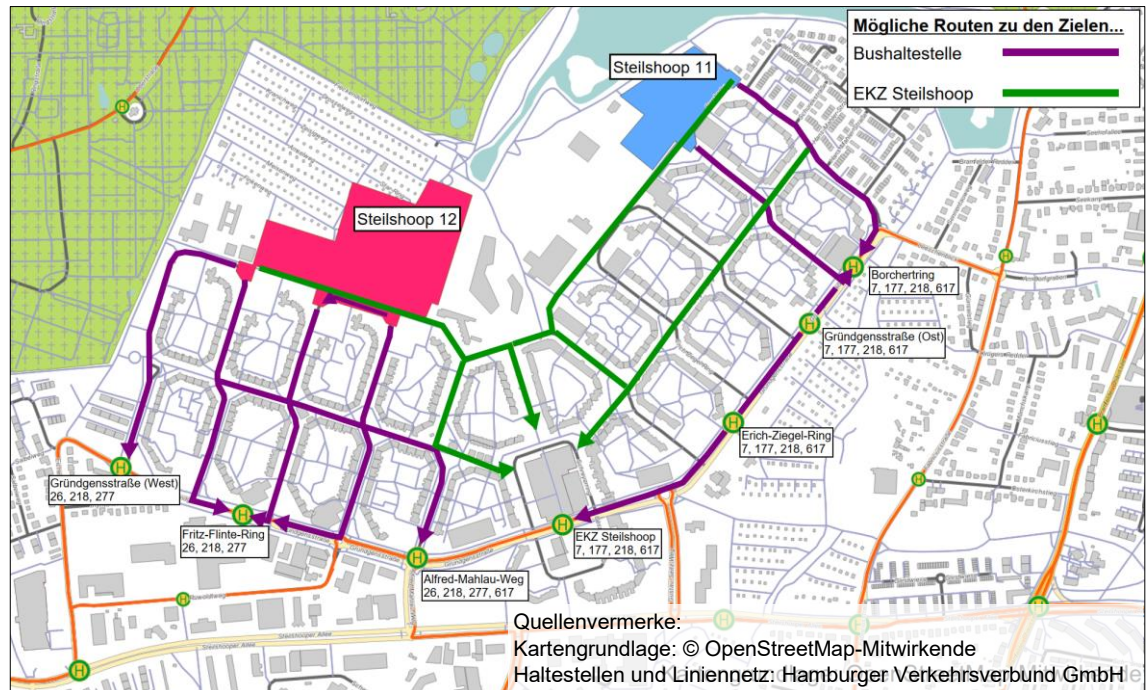 Mögliche Routen zu den Zielen...
Bushaltestelle
EKZ Steilshoop
Steilshoop 11
Steilshoop 12
Borchertring
7, 177, 218, 617
Gründgensstraße (Ost)
7, 177, 218, 617
Erich-Ziegel-Ring
7, 177, 218, 617
Gründgensstraße (West)
26, 218, 277
Fritz-Flinte-Ring
26, 218, 277
EKZ Steilshoop
7, 177, 218, 617
Alfred-Mahlau-Weg
26, 218, 277, 617
Gründgensstraße
Steilshooper Allee
Quellenvermerke:
Kartengrundlage: © OpenStreetMap-Mitwirkende
Haltestellen und Liniennetz: Hamburger Verkehrsverbund GmbH